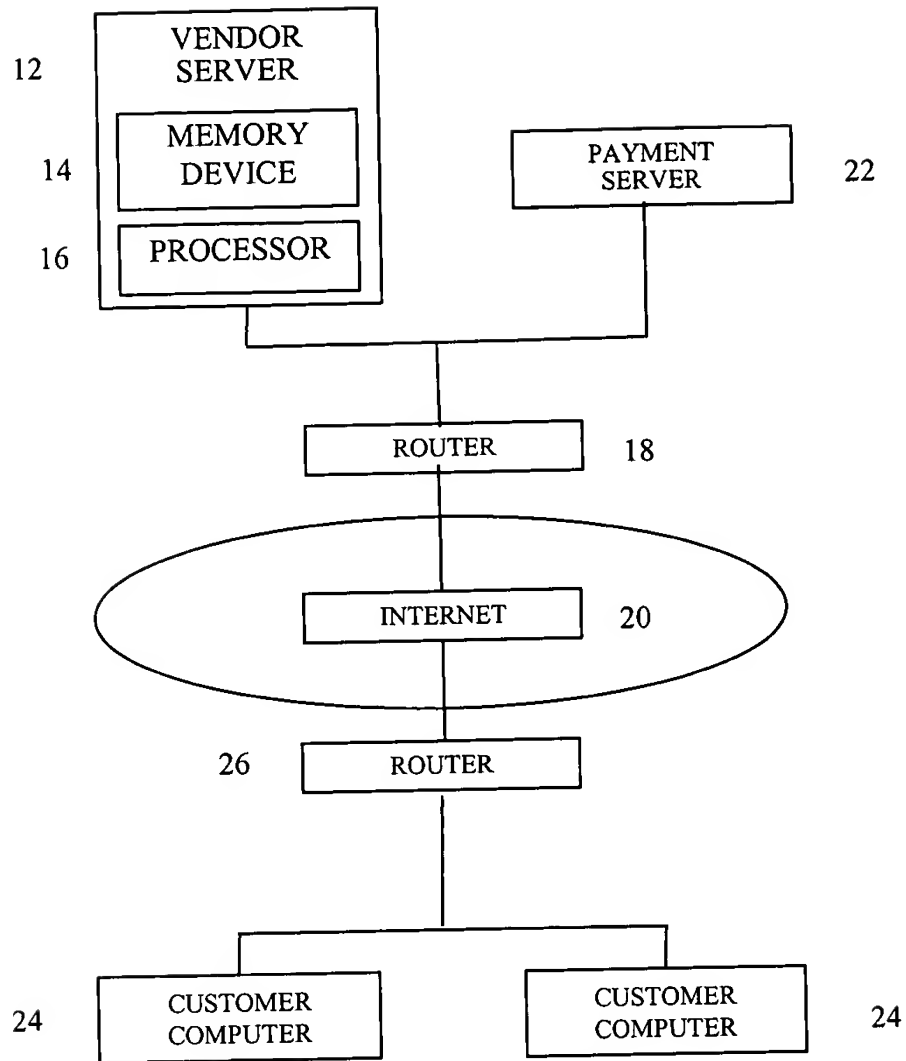 VENDOR
SERVER
12
MEMORY
DEVICE
14
PROCESSOR
16
PAYMENT
SERVER
22
ROUTER
18
INTERNET
20
26
ROUTER
24
CUSTOMER
COMPUTER
CUSTOMER
COMPUTER
24